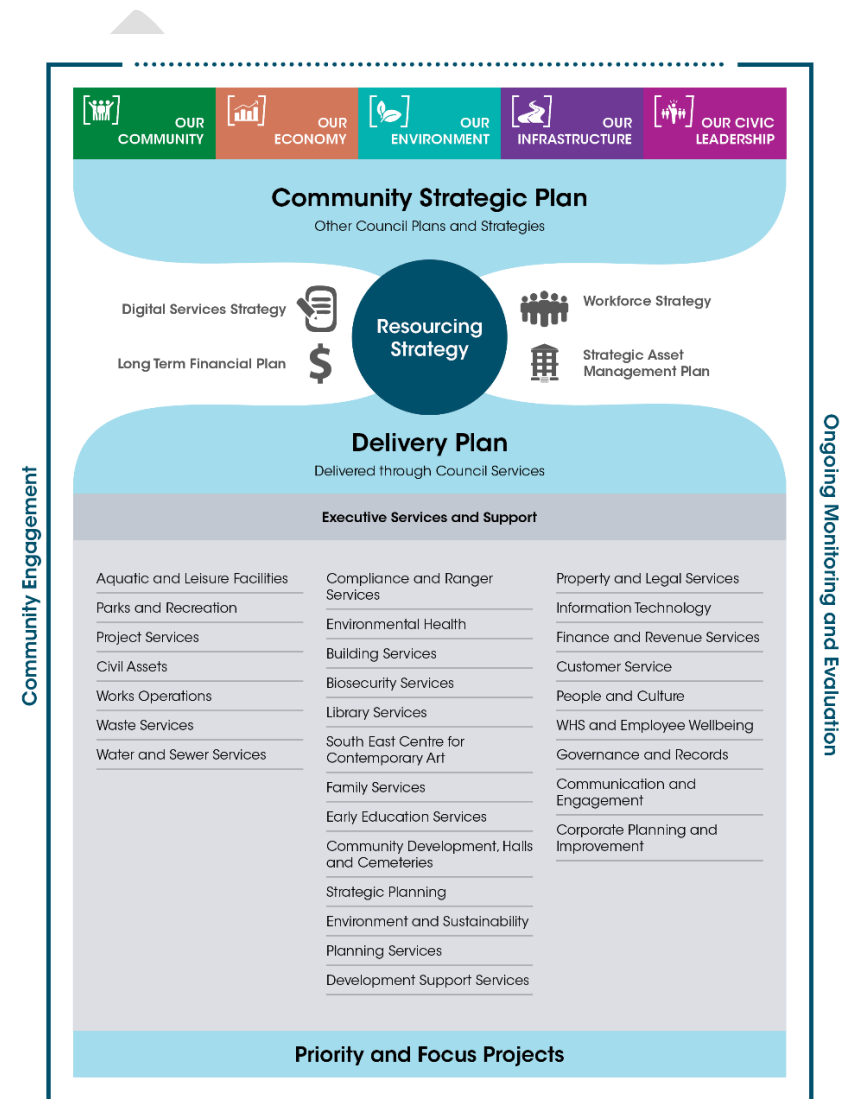 OUR
COMMUNITY
OUR
ECONOMY
OUR
ENVIRONMENT
OUR
INFRASTRUCTURE
OUR CIVIC
LEADERSHIP
Community Strategic Plan
Other Council Plans and Strategies
Digital Services Strategy
Long Term Financial Plan
Resourcing
Strategy
Workforce Strategy
Strategic Asset
Management Plan
Delivery Plan
Delivered through Council Services
Executive Services and Support
Aquatic and Leisure Facilities
Parks and Recreation
Project Services
Civil Assets
Works Operations
Waste Services
Water and Sewer Services
Compliance and Ranger
Services
Environmental Health
Building Services
Biosecurity Services
Library Services
South East Centre for
Contemporary Art
Family Services
Early Education Services
Community Development, Halls
and Cemeteries
Strategic Planning
Environment and Sustainability
Planning Services
Development Support Services
Property and Legal Services
Information Technology
Finance and Revenue Services
Customer Service
People and Culture
WHS and Employee Wellbeing
Governance and Records
Communication and
Engagement
Corporate Planning and
Improvement
Priority and Focus Projects
Community Engagement
Ongoing Monitoring and Evaluation